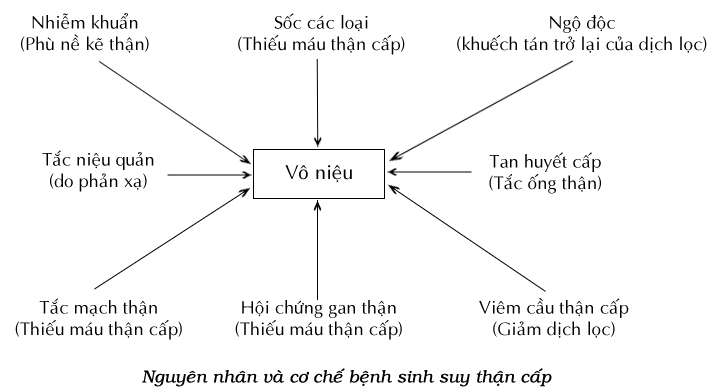 Nhiễm khuẩn
(Phù nề kẽ thận)
Sốc các loại
(Thiếu máu thận cấp)
Ngộ độc
(khuếch tán trở lại của dịch lọc)
Tắc niệu quản
(do phản xạ)
Vô niệu
Tan huyết cấp
(Tắc ống thận)
Tắc mạch thận
(Thiếu máu thận cấp)
Hội chứng gan thận
(Thiếu máu thận cấp)
Viêm cầu thận cấp
(Giảm dịch lọc)
Nguyên nhân và cơ chế bệnh sinh suy thận cấp